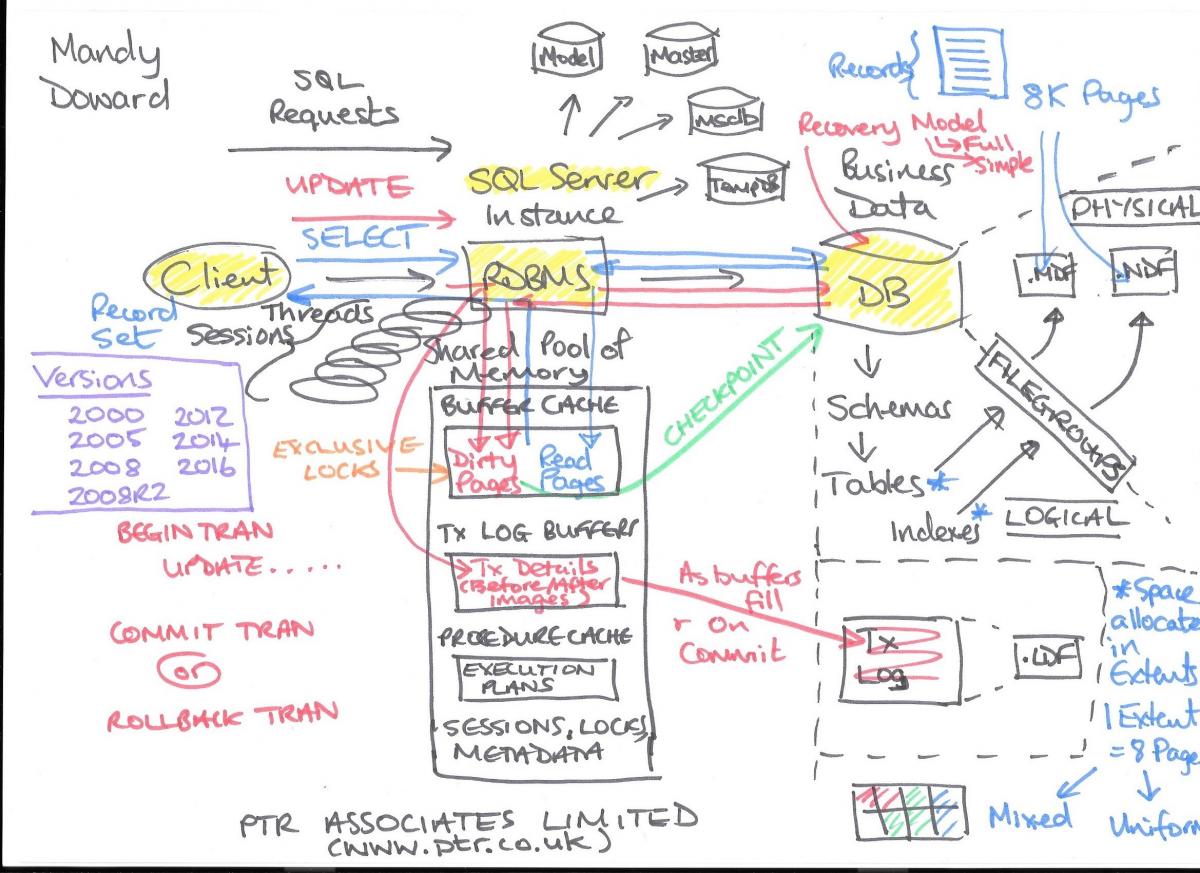 Mandy
Doward
SQL
Requests
UPDATE
SELECT
Client
Record
Set
Threads
Sessions
Versions
2000 2012
2005 2014
2008 2016
2008R2
BEGIN TRAN
UPDATE.....
COMMIT TRAN
or
ROLLBACK TRAN
Model
Master
msdb
TempDB
SQL Server
Instance
RDBMS
Shared Pool of
Memory
BUFFER CACHE
EXCLUSIVE
LOCKS
Dirty
Pages
Read
Pages
CHECKPOINT
Tx LOG BUFFERS
Tx Details
(Before/After
Images)
PROCEDURE CACHE
EXECUTION
PLANS
SESSIONS, LOCKS,
METADATA
As buffers
fill
r On
Commit
Records
8K Pages
Recovery Model
Full
Simple
Business
Data
DB
PHYSICAL
.MDF
.NDF
FILEGROUPS
Schemas
Tables*
Indexes*
LOGICAL
Tx
Log
.LDF
*Space
allocate
in
Extents
1 Extent
= 8 Page
Mixed
Uniform
PTR ASSOCIATES LIMITED
(www.ptr.co.uk)